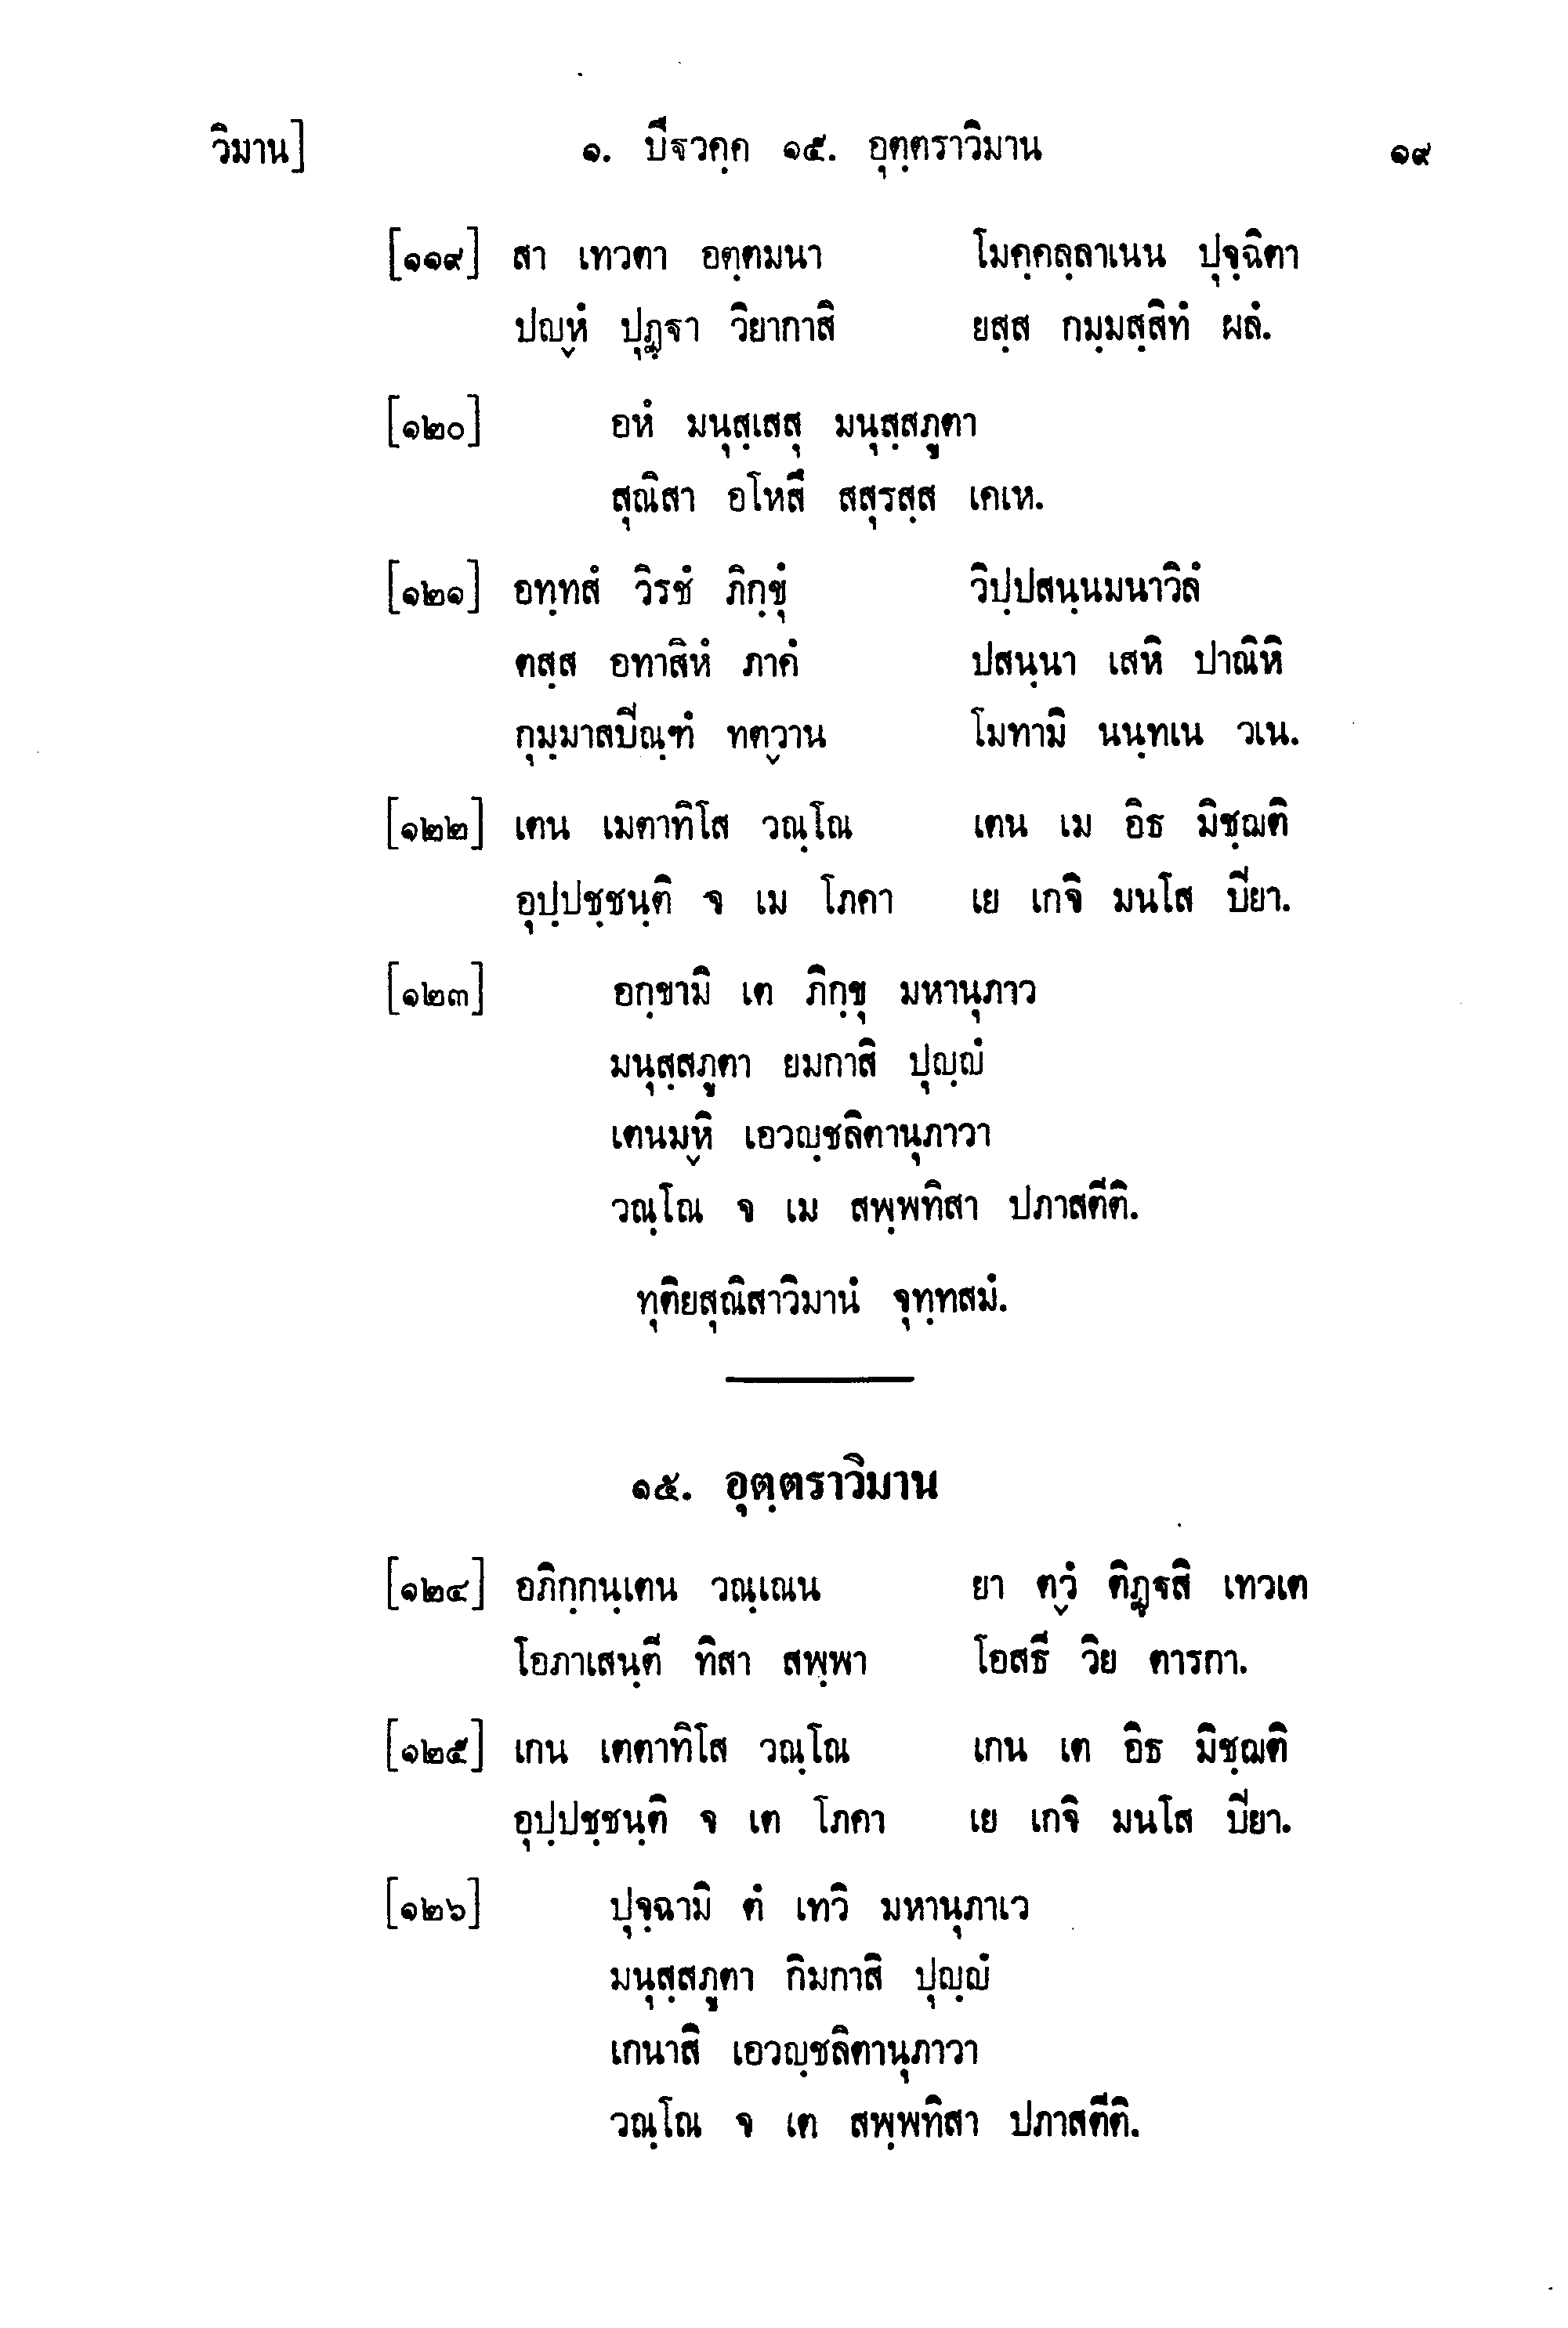 วิมาน] ๑. ปีฐวคฺค ๑๕. อุตฺตราวิมาน ๑๙
[๑๑๙] สา เทวตา อตฺตมนา โมคฺคลฺลาเนน ปุจฺฉิตา
ปญ๎หํ ปุฏฺฐา วิยากาสิ ยสฺส กมฺมสฺสิทํ ผลํ.
[๑๒๐] อหํ มนุสฺเสสุ มนุสฺสภูตา
สุณิสา อโหสึ สสุรสฺส เคเห.
[๑๒๑] อทฺทสํ วิรชํ ภิกฺขุํ วิปฺปสนฺนมนาวิลํ
ตสฺส อทาสิหํ ภาคํ ปสนฺนา เสหิ ปาณิหิ
กุมฺมาสปิณฺฑํ ทต๎วาน โมทามิ นนฺทเน วเน.
[๑๒๒] เตน เมตาทิโส วณฺโณ เตน เม อิธ มิชฺฌติ
อุปฺปชฺชนฺติ จ เม โภคา เย เกจิ มนโส ปิยา.
[๑๒๓] อกฺขามิ เต ภิกฺขุ มหานุภาว
มนุสฺสภูตา ยมกาสิ ปุญฺญํ
เตนม๎หิ เอวญฺชลิตานุภาวา
วณฺโณ จ เม สพฺพทิสา ปภาสตีติ.
ทุติยสุณิสาวิมานํ จุทฺทสมํ.
๑๕. อุตฺตราวิมาน
[๑๒๔] อภิกฺกนฺเตน วณฺเณน ยา ต๎วํ ติฏฺฐสิ เทวเต
โอภาเสนฺตี ทิสา สพฺพา โอสธี วิย ตารกา.
[๑๒๕] เกน เตตาทิโส วณฺโณ เกน เต อิธ มิชฺฌติ
อุปฺปชฺชนฺติ จ เต โภคา เย เกจิ มนโส ปิยา.
[๑๒๖] ปุจฺฉามิ ตํ เทวิ มหานุภาเว
มนุสฺสภูตา กิมกาสิ ปุญฺญํ
เกนาสิ เอวญฺชลิตานุภาวา
วณฺโณ จ เต สพฺพทิสา ปภาสตีติ.